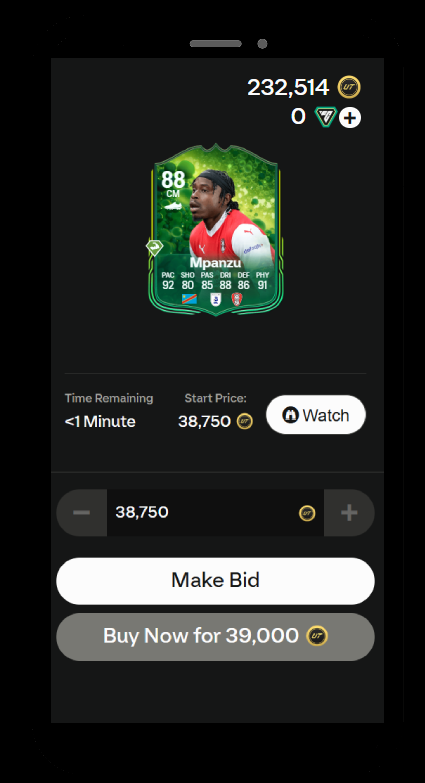 232,514
0
88
CM
Mpanzu
PAC SHO PAS DRI DEF PHY
92 80 85 88 86 91
Time Remaining Start Price:
<1 Minute 38,750 Watch
38,750
Make Bid
Buy Now for 39,000